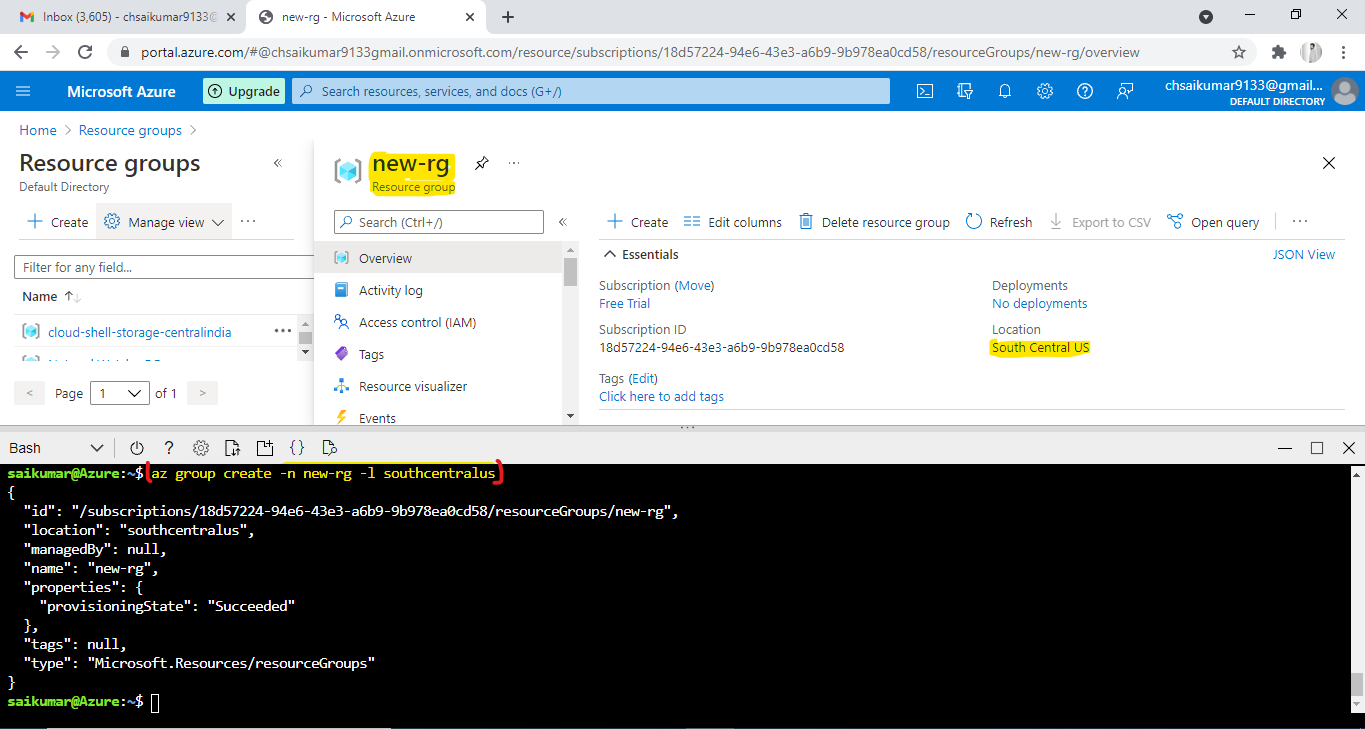 Inbox (3,605) - chsaikumar9133@
new-rg - Microsoft Azure
portal.azure.com/#@chsaikumar9133gmail.onmicrosoft.com/resource/subscriptions/18d57224-94e6-43e3-a6b9-9b978ea0cd58/resourceGroups/new-rg/overview
Microsoft Azure
Upgrade
Search resources, services, and docs (G+/)
chsaikumar9133@gmail...
DEFAULT DIRECTORY
Home > Resource groups >
Resource groups
Default Directory
Create
Manage view
Filter for any field...
Name
cloud-shell-storage-centralindia
< Page 1 of 1 >
new-rg
Resource group
Search (Ctrl+/)
Overview
Activity log
Access control (IAM)
Tags
Resource visualizer
Events
Create Edit columns Delete resource group Refresh Export to CSV Open query
Essentials
JSON View
Subscription (Move)
Free Trial
Subscription ID
18d57224-94e6-43e3-a6b9-9b978ea0cd58
Deployments
No deployments
Location
South Central US
Tags (Edit)
Click here to add tags
Bash
saikumar@Azure:~$ az group create -n new-rg -l southcentralus
{
  "id": "/subscriptions/18d57224-94e6-43e3-a6b9-9b978ea0cd58/resourceGroups/new-rg",
  "location": "southcentralus",
  "managedBy": null,
  "name": "new-rg",
  "properties": {
    "provisioningState": "Succeeded"
  },
  "tags": null,
  "type": "Microsoft.Resources/resourceGroups"
}
saikumar@Azure:~$